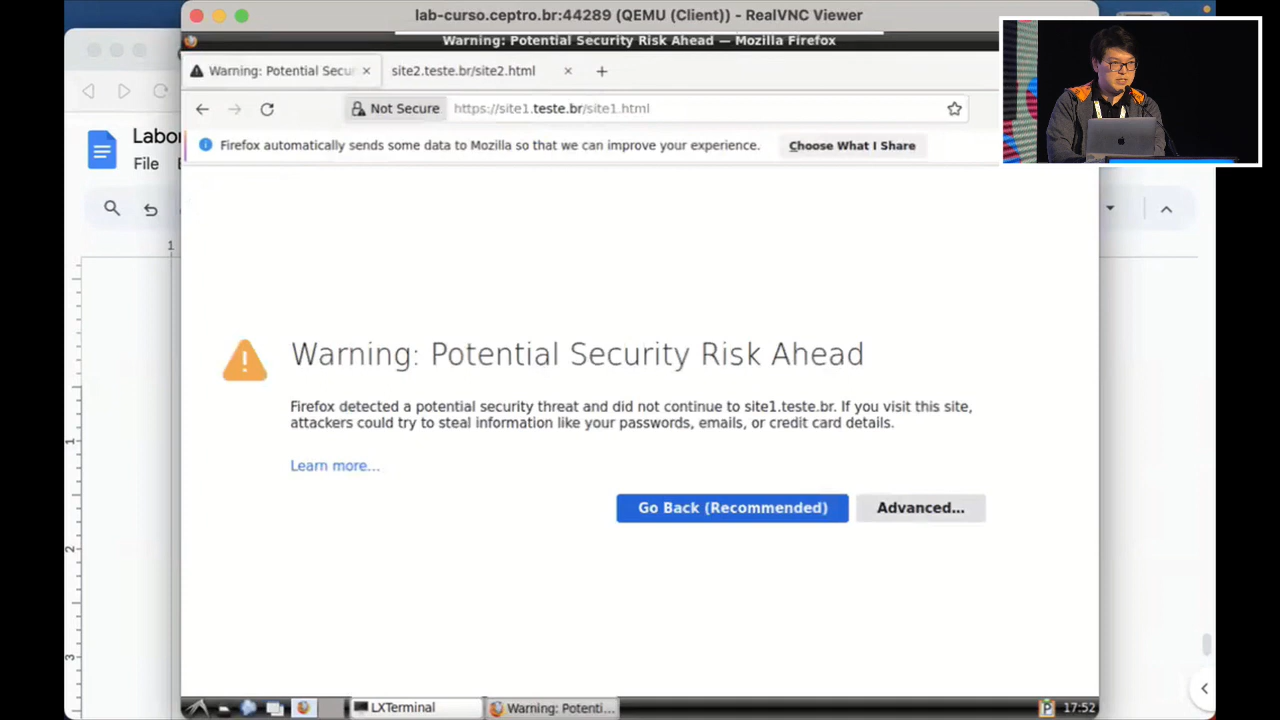 lab-curso.ceptro.br:44289 (QEMU (Client)) - RealVNC Viewer
Warning: Potential Security Risk Ahead — Mozilla Firefox
Warning: Potential Secur
site2.teste.br/site2.html
Not Secure
https://site1.teste.br/site1.html
Labor
File
Firefox automatically sends some data to Mozilla so that we can improve your experience.
Choose What I Share
1
Warning: Potential Security Risk Ahead
Firefox detected a potential security threat and did not continue to site1.teste.br. If you visit this site,
attackers could try to steal information like your passwords, emails, or credit card details.
Learn more...
Go Back (Recommended)
Advanced...
1
2
3
LXTerminal
Warning: Potenti...
17:52